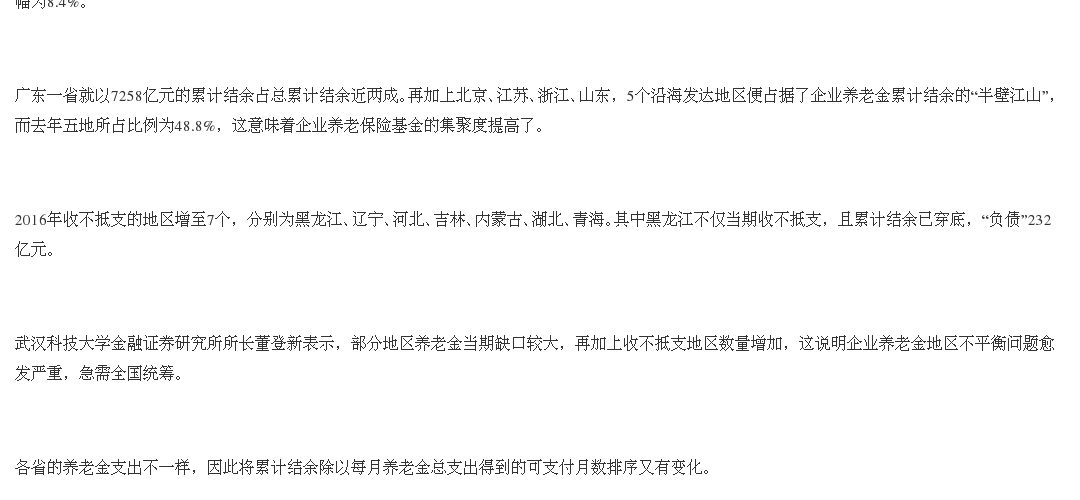 幅为8.4%。
广东一省就以7258亿元的累计结余占总累计结余近两成。再加上北京、江苏、浙江、山东，5个沿海发达地区便占据了企业养老金累计结余的“半壁江山”，
而去年五地所占比例为48.8%，这意味着企业养老保险基金的集聚度提高了。
2016年收不抵支的地区增至7个，分别为黑龙江、辽宁、河北、吉林、内蒙古、湖北、青海。其中黑龙江不仅当期收不抵支，且累计结余已穿底，“负债”232
亿元。
武汉科技大学金融证券研究所所长董登新表示，部分地区养老金当期缺口较大，再加上收不抵支地区数量增加，这说明企业养老金地区不平衡问题愈
发严重，急需全国统筹。
各省的养老金支出不一样，因此将累计结余除以每月养老金总支出得到的可支付月数排序又有变化。